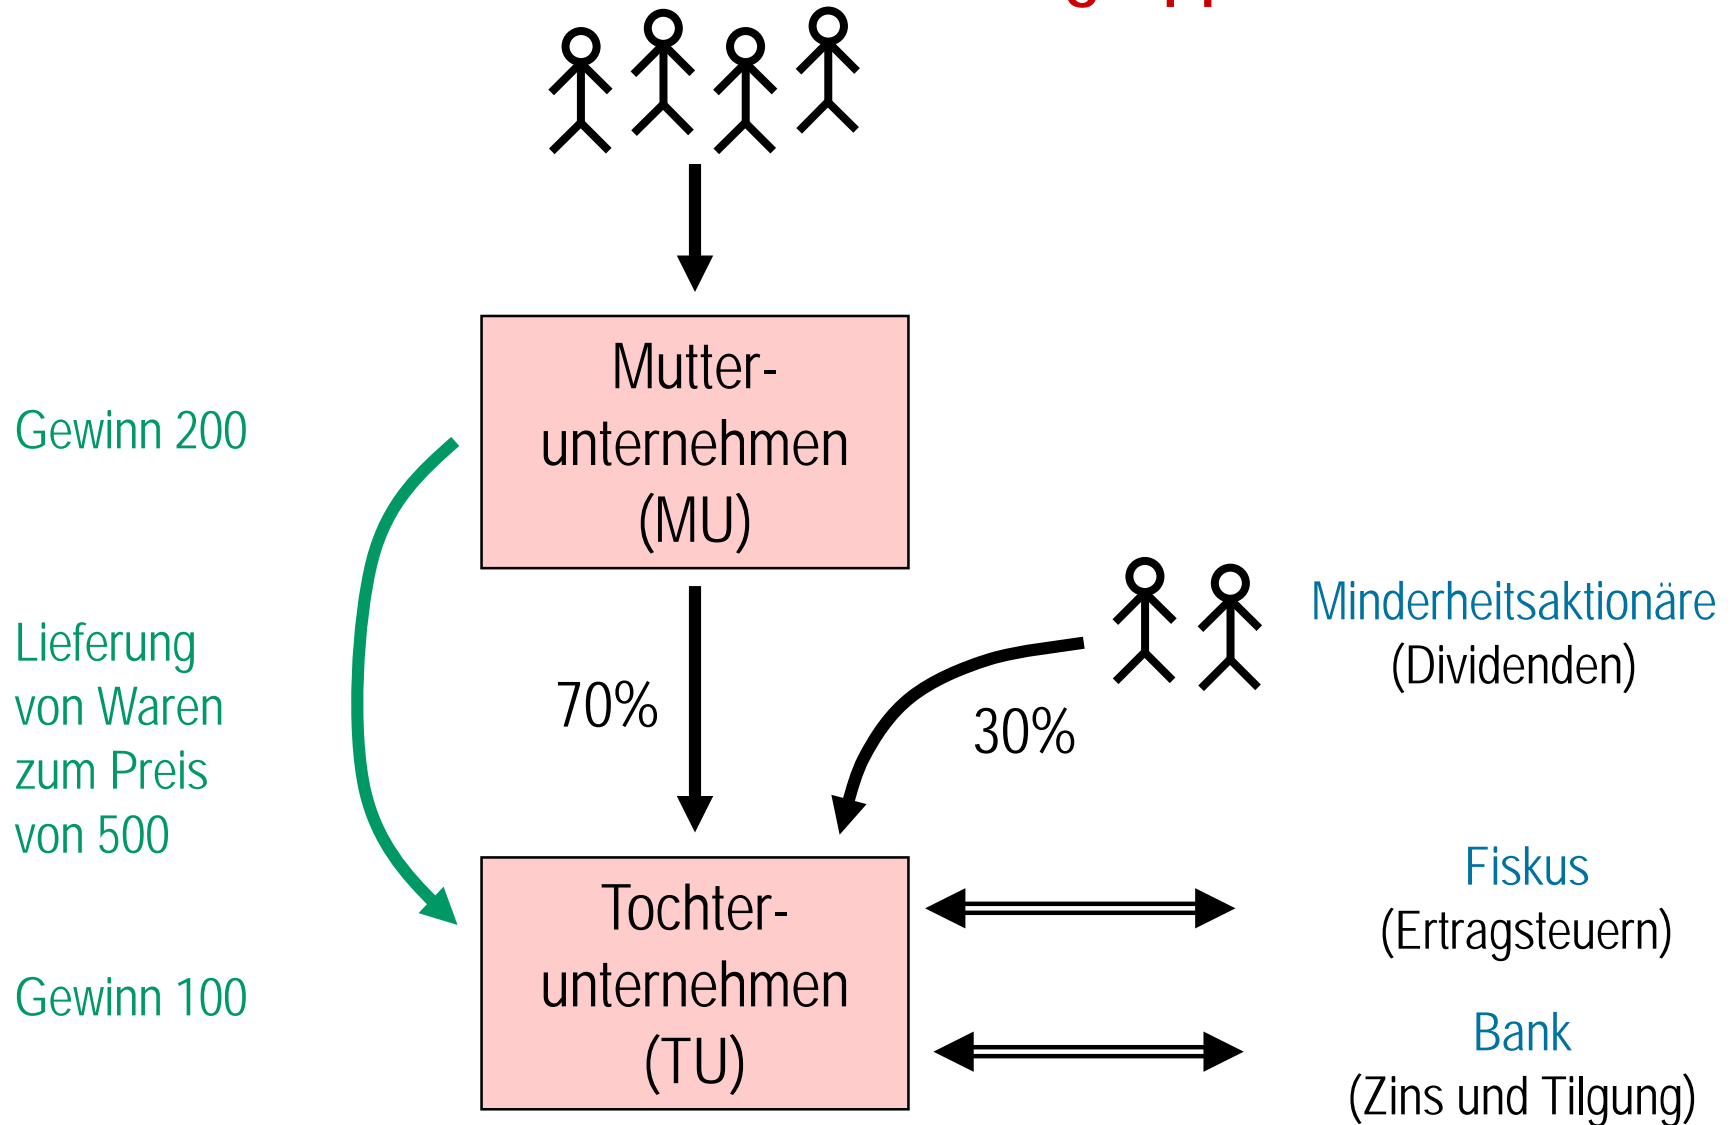 Mutter-
unternehmen
(MU)
Gewinn 200
Lieferung
von Waren
zum Preis
von 500
70%
30%
Minderheitsaktionäre
(Dividenden)
Tochter-
unternehmen
(TU)
Gewinn 100
Fiskus
(Ertragsteuern)
Bank
(Zins und Tilgung)